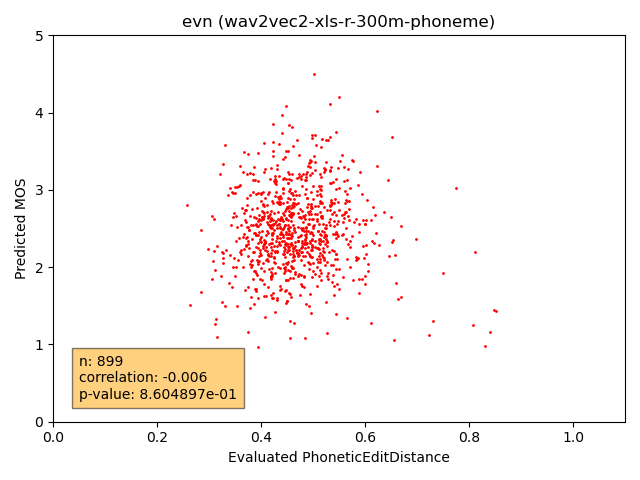 evn (wav2vec2-xls-r-300m-phoneme)
5
4
3
2
1
0
Predicted MOS
n: 899
correlation: -0.006
p-value: 8.604897e-01
0.0 0.2 0.4 0.6 0.8 1.0
Evaluated PhoneticEditDistance